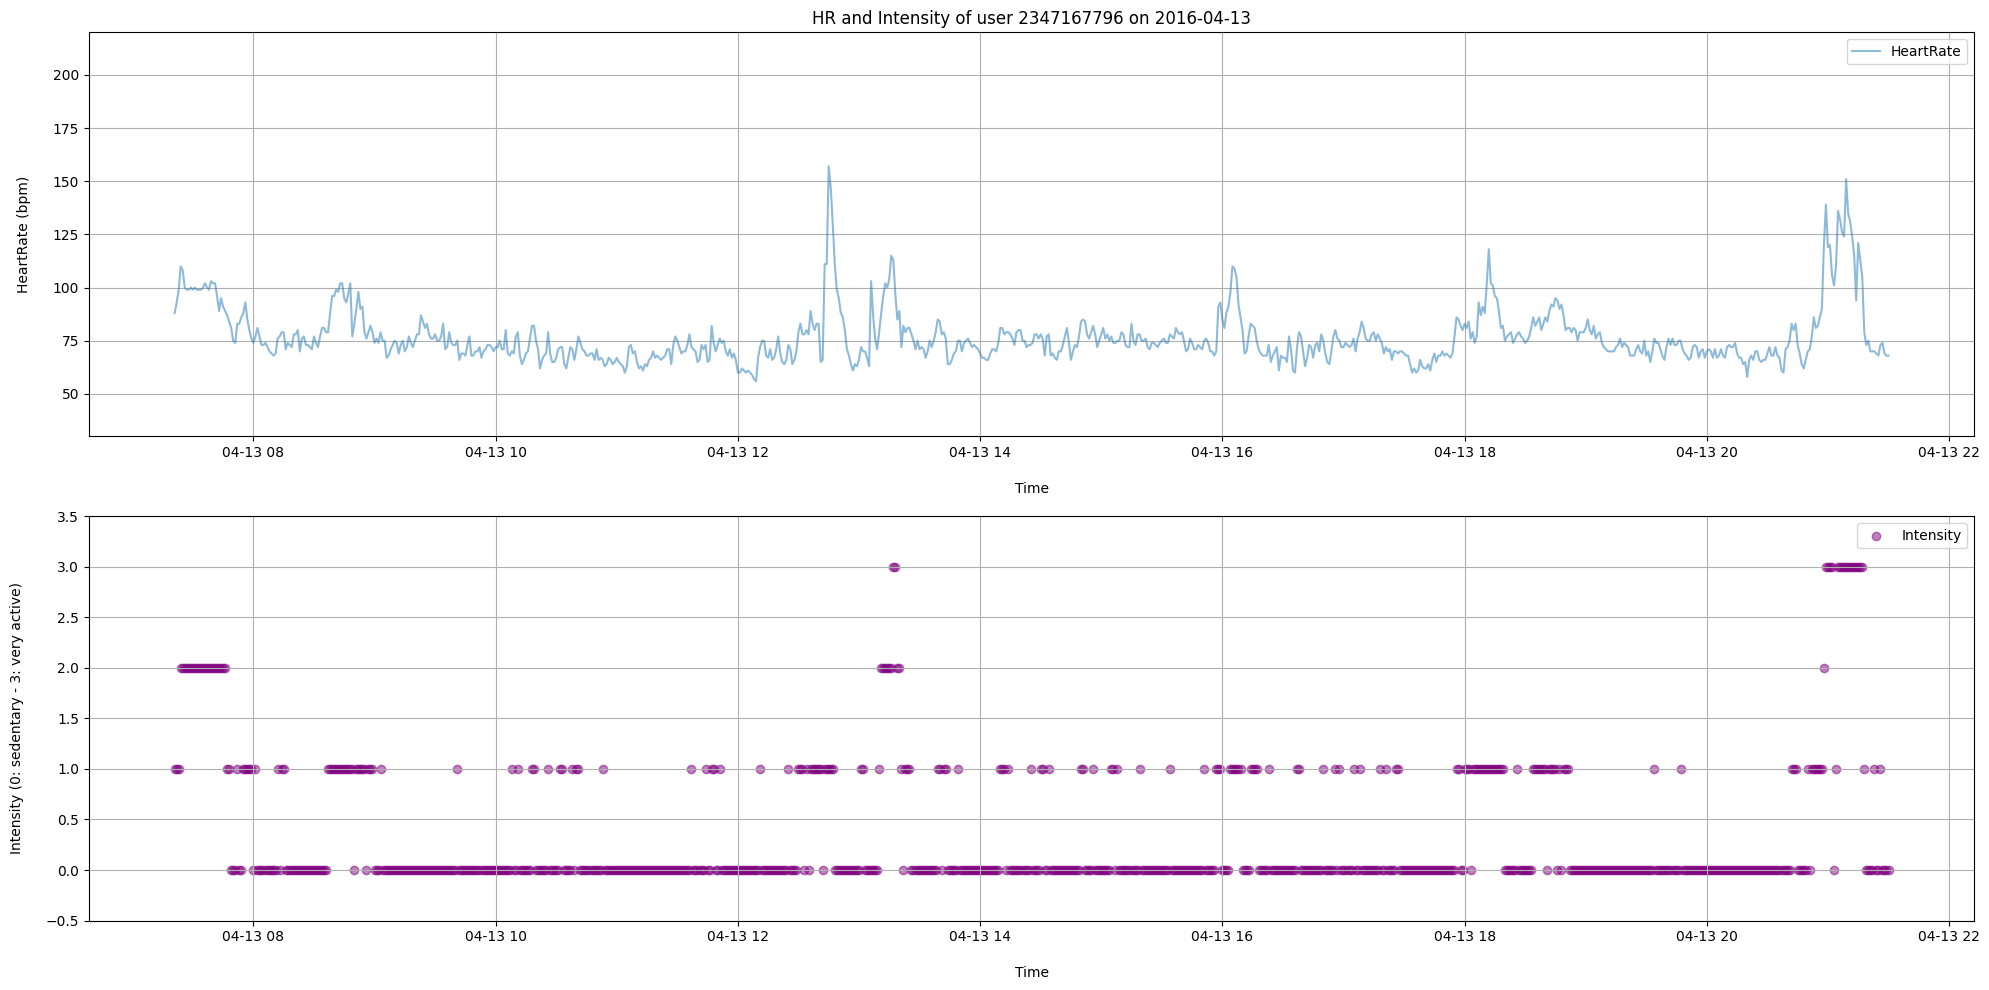 HR and Intensity of user 2347167796 on 2016-04-13
HeartRate
200
175
150
125
100
75
50
HeartRate (bpm)
04-13 08 04-13 10 04-13 12 04-13 14 04-13 16 04-13 18 04-13 20 04-13 22
Time
Intensity
3.5
3.0
2.5
2.0
1.5
1.0
0.5
0.0
−0.5
Intensity (0: sedentary - 3: very active)
04-13 08 04-13 10 04-13 12 04-13 14 04-13 16 04-13 18 04-13 20 04-13 22
Time